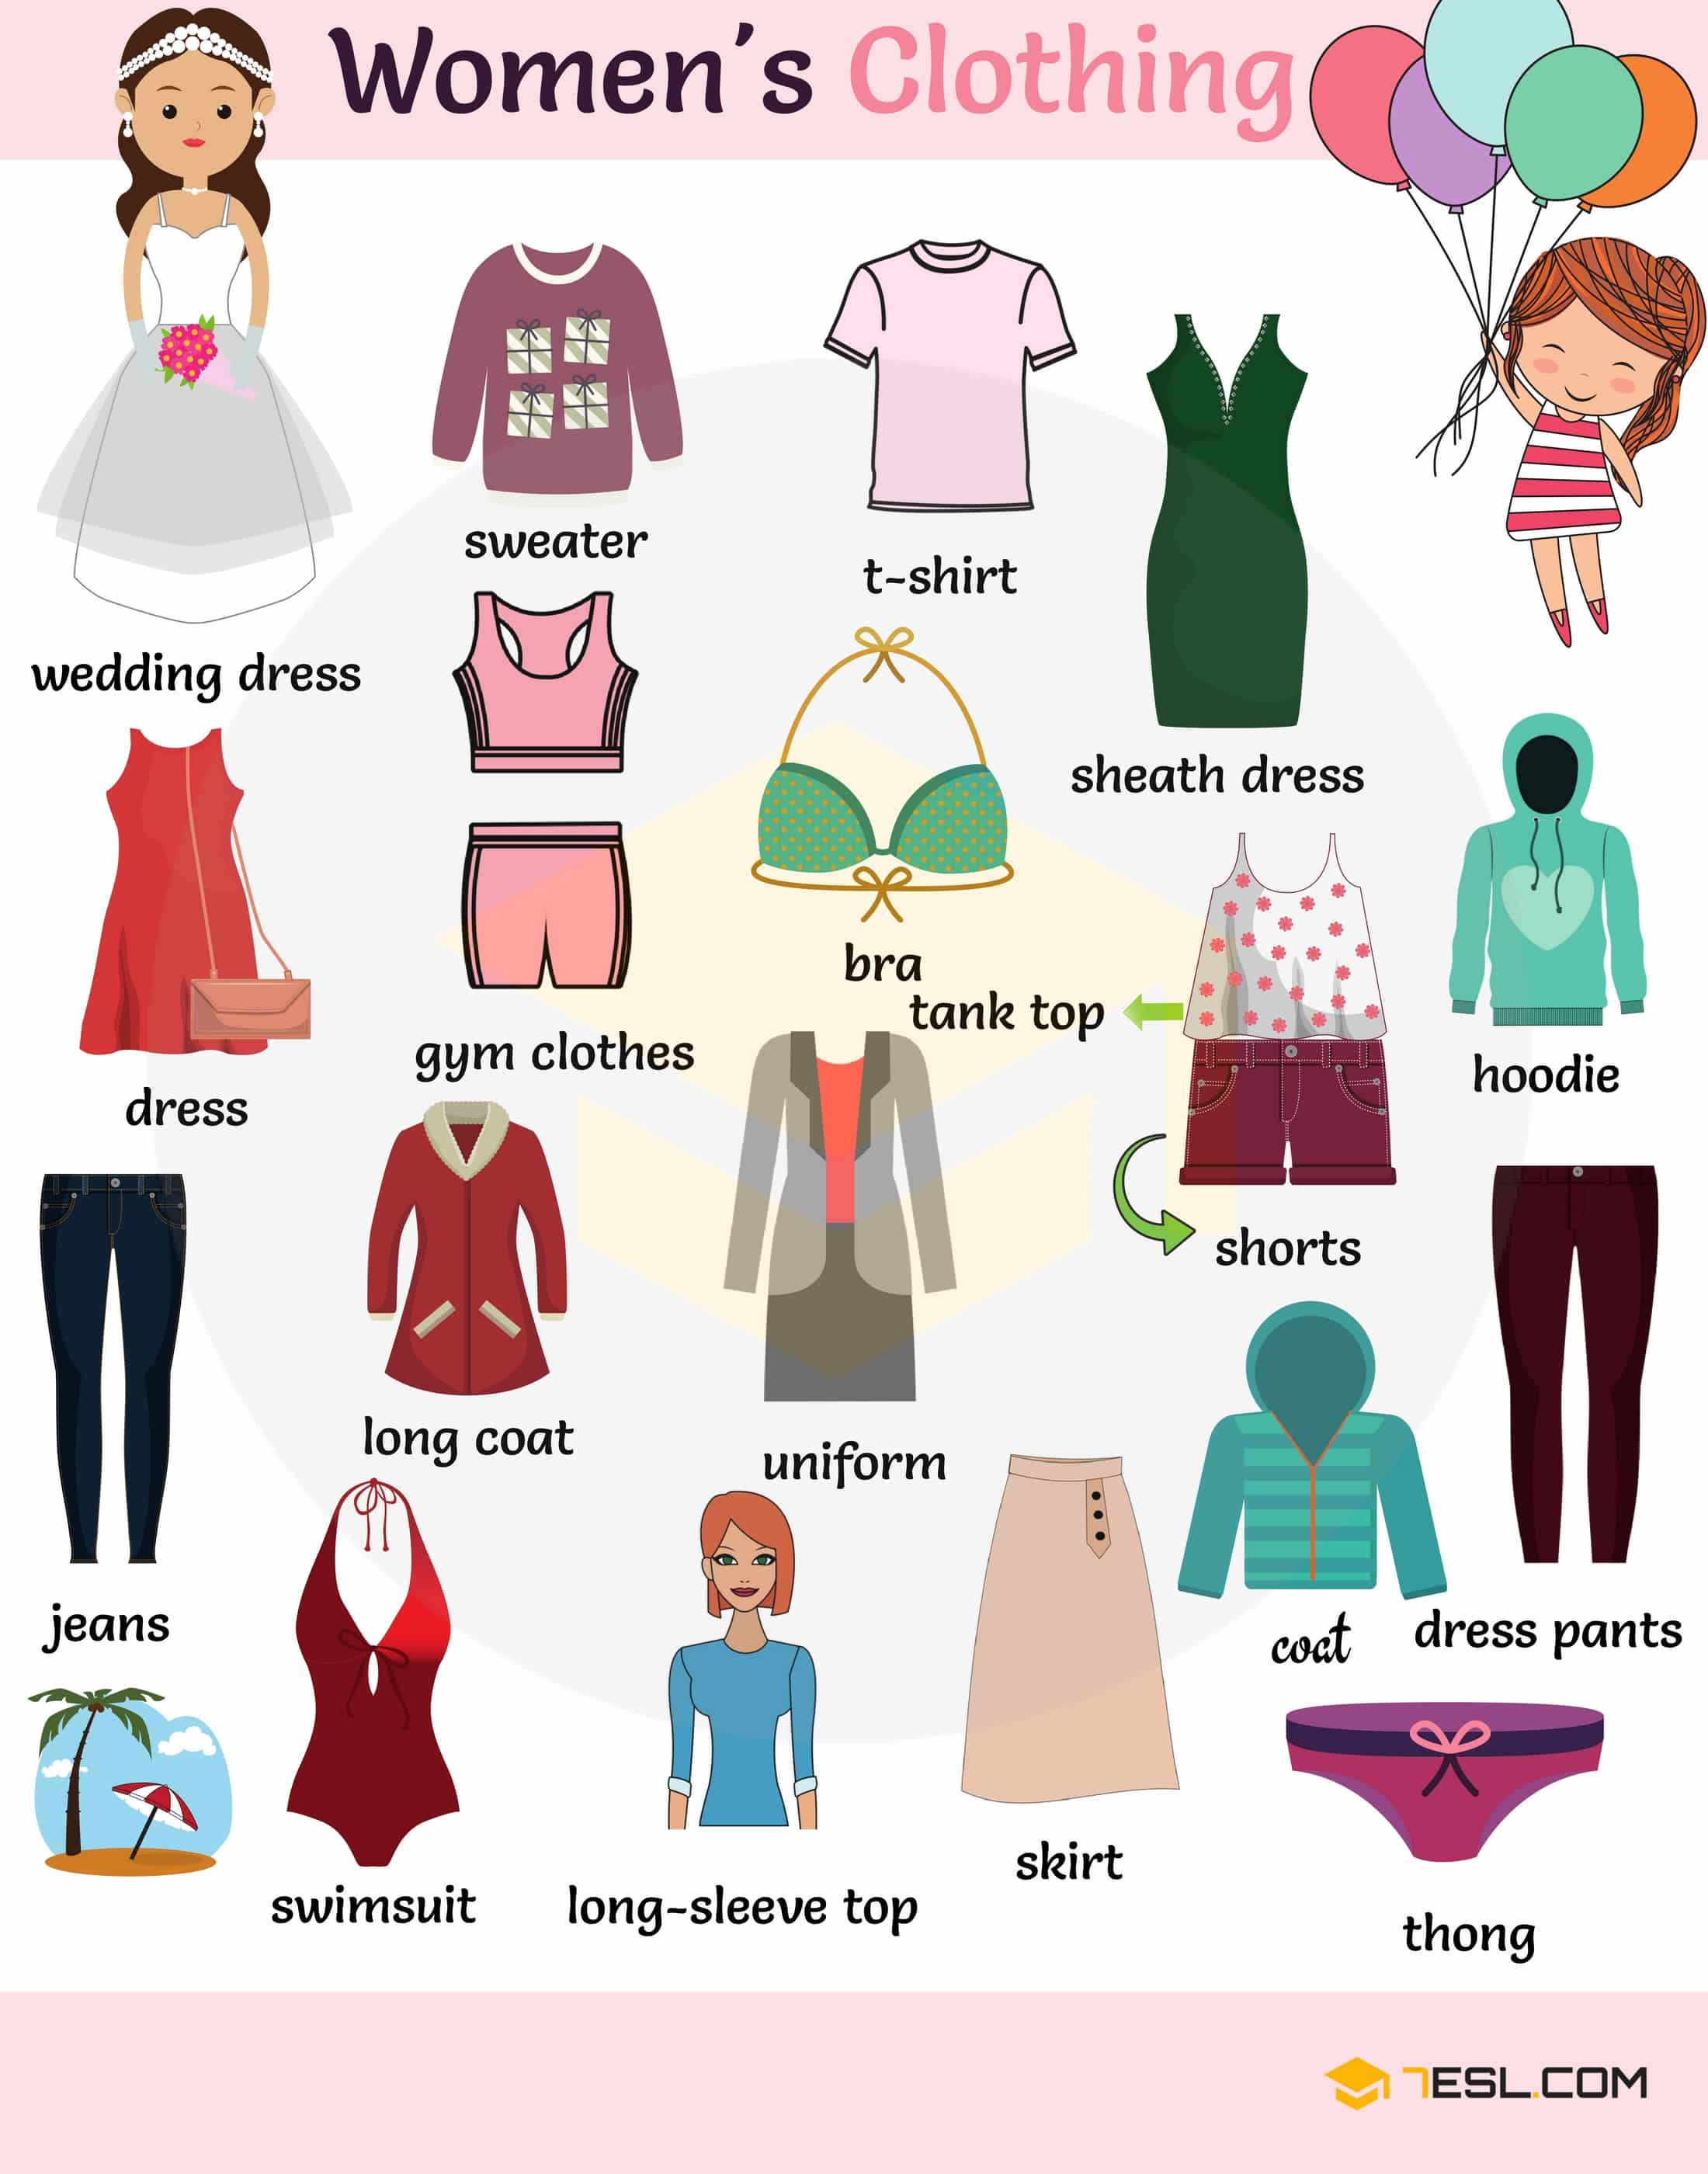 Women's Clothing
sweater
t-shirt
wedding dress
sheath dress
bra
tank top
gym clothes
hoodie
dress
shorts
long coat
uniform
jeans
coat
dress pants
skirt
swimsuit
long-sleeve top
thong
7ESL.COM